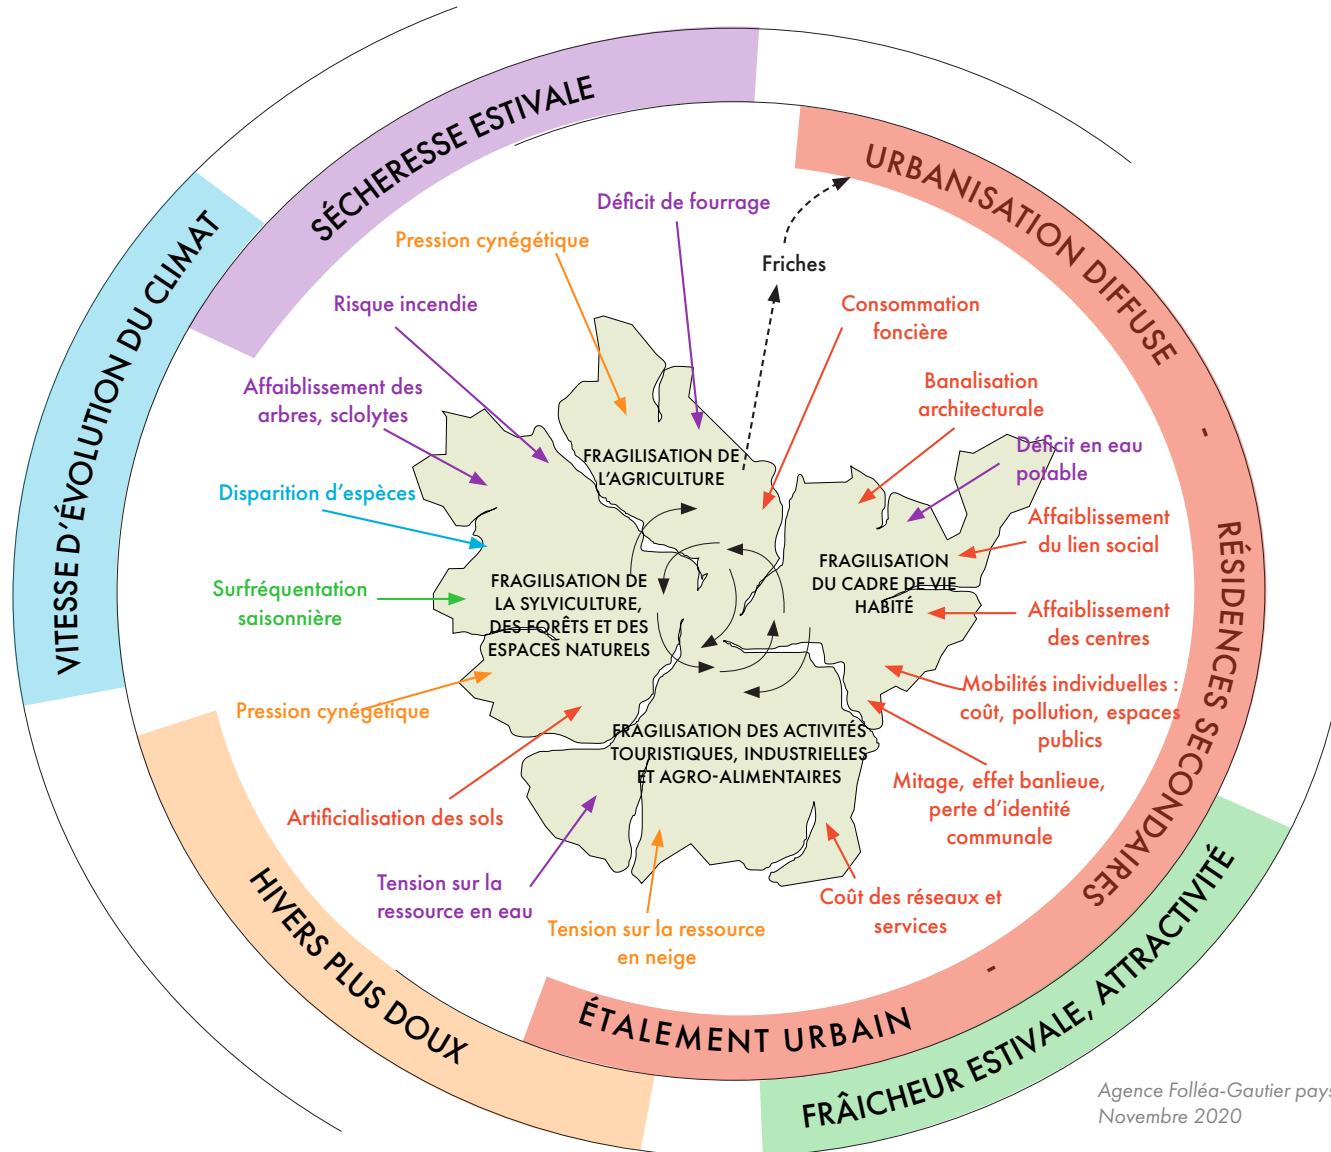 SÉCHERESSE ESTIVALE
URBANISATION DIFFUSE
-
RÉSIDENCES SECONDAIRES
-
ÉTALEMENT URBAIN
VITESSE D'ÉVOLUTION DU CLIMAT
HIVERS PLUS DOUX
FRÂICHEUR ESTIVALE, ATTRACTIVITÉ
Déficit de fourrage
Pression cynégétique
Friches
Risque incendie
Consommation
foncière
Affaiblissement des
arbres, sclolytes
Banalisation
architecturale
Déficit en eau
potable
FRAGILISATION DE
L'AGRICULTURE
Disparition d'espèces
Affaiblissement
du lien social
FRAGILISATION
DU CADRE DE VIE
HABITÉ
FRAGILISATION DE
LA SYLVICULTURE,
DES FORÊTS ET DES
ESPACES NATURELS
Surfréquentation
saisonnière
Affaiblissement
des centres
Pression cynégétique
Mobilités individuelles :
coût, pollution, espaces
publics
FRAGILISATION DES ACTIVITÉS
TOURISTIQUES, INDUSTRIELLES
ET AGRO-ALIMENTAIRES
Mitage, effet banlieue,
perte d'identité
communale
Artificialisation des sols
Tension sur la
ressource en eau
Coût des réseaux et
services
Tension sur la ressource
en neige
Agence Folléa-Gautier pays
Novembre 2020